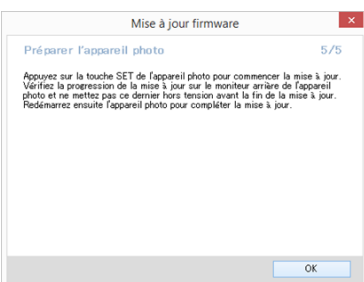 Mise à jour firmware
Préparer l'appareil photo 5/5
Appuyez sur la touche SET de l'appareil photo pour commencer la mise à jour.
Vérifiez la progression de la mise à jour sur le moniteur arrière de l'appareil
photo et ne mettez pas ce dernier hors tension avant la fin de la mise à jour.
Redémarrez ensuite l'appareil photo pour compléter la mise à jour.
OK